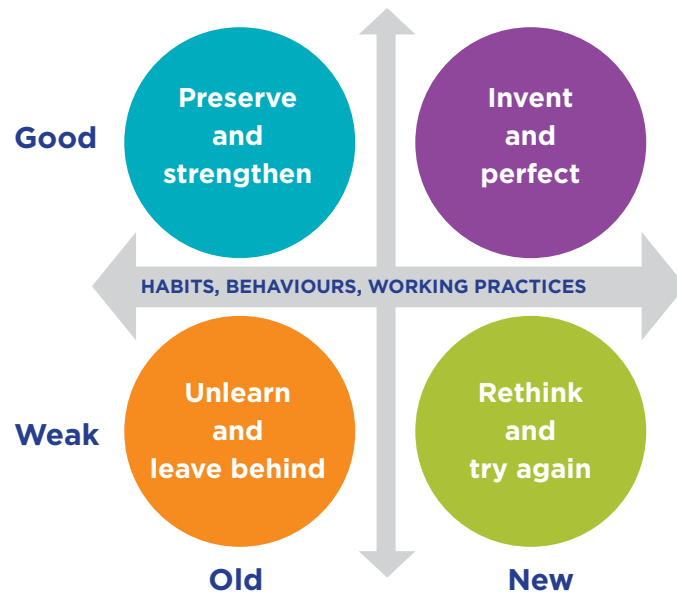 Good
Preserve
and
strengthen
Invent
and
perfect
HABITS, BEHAVIOURS, WORKING PRACTICES
Weak
Unlearn
and
leave behind
Rethink
and
try again
Old
New